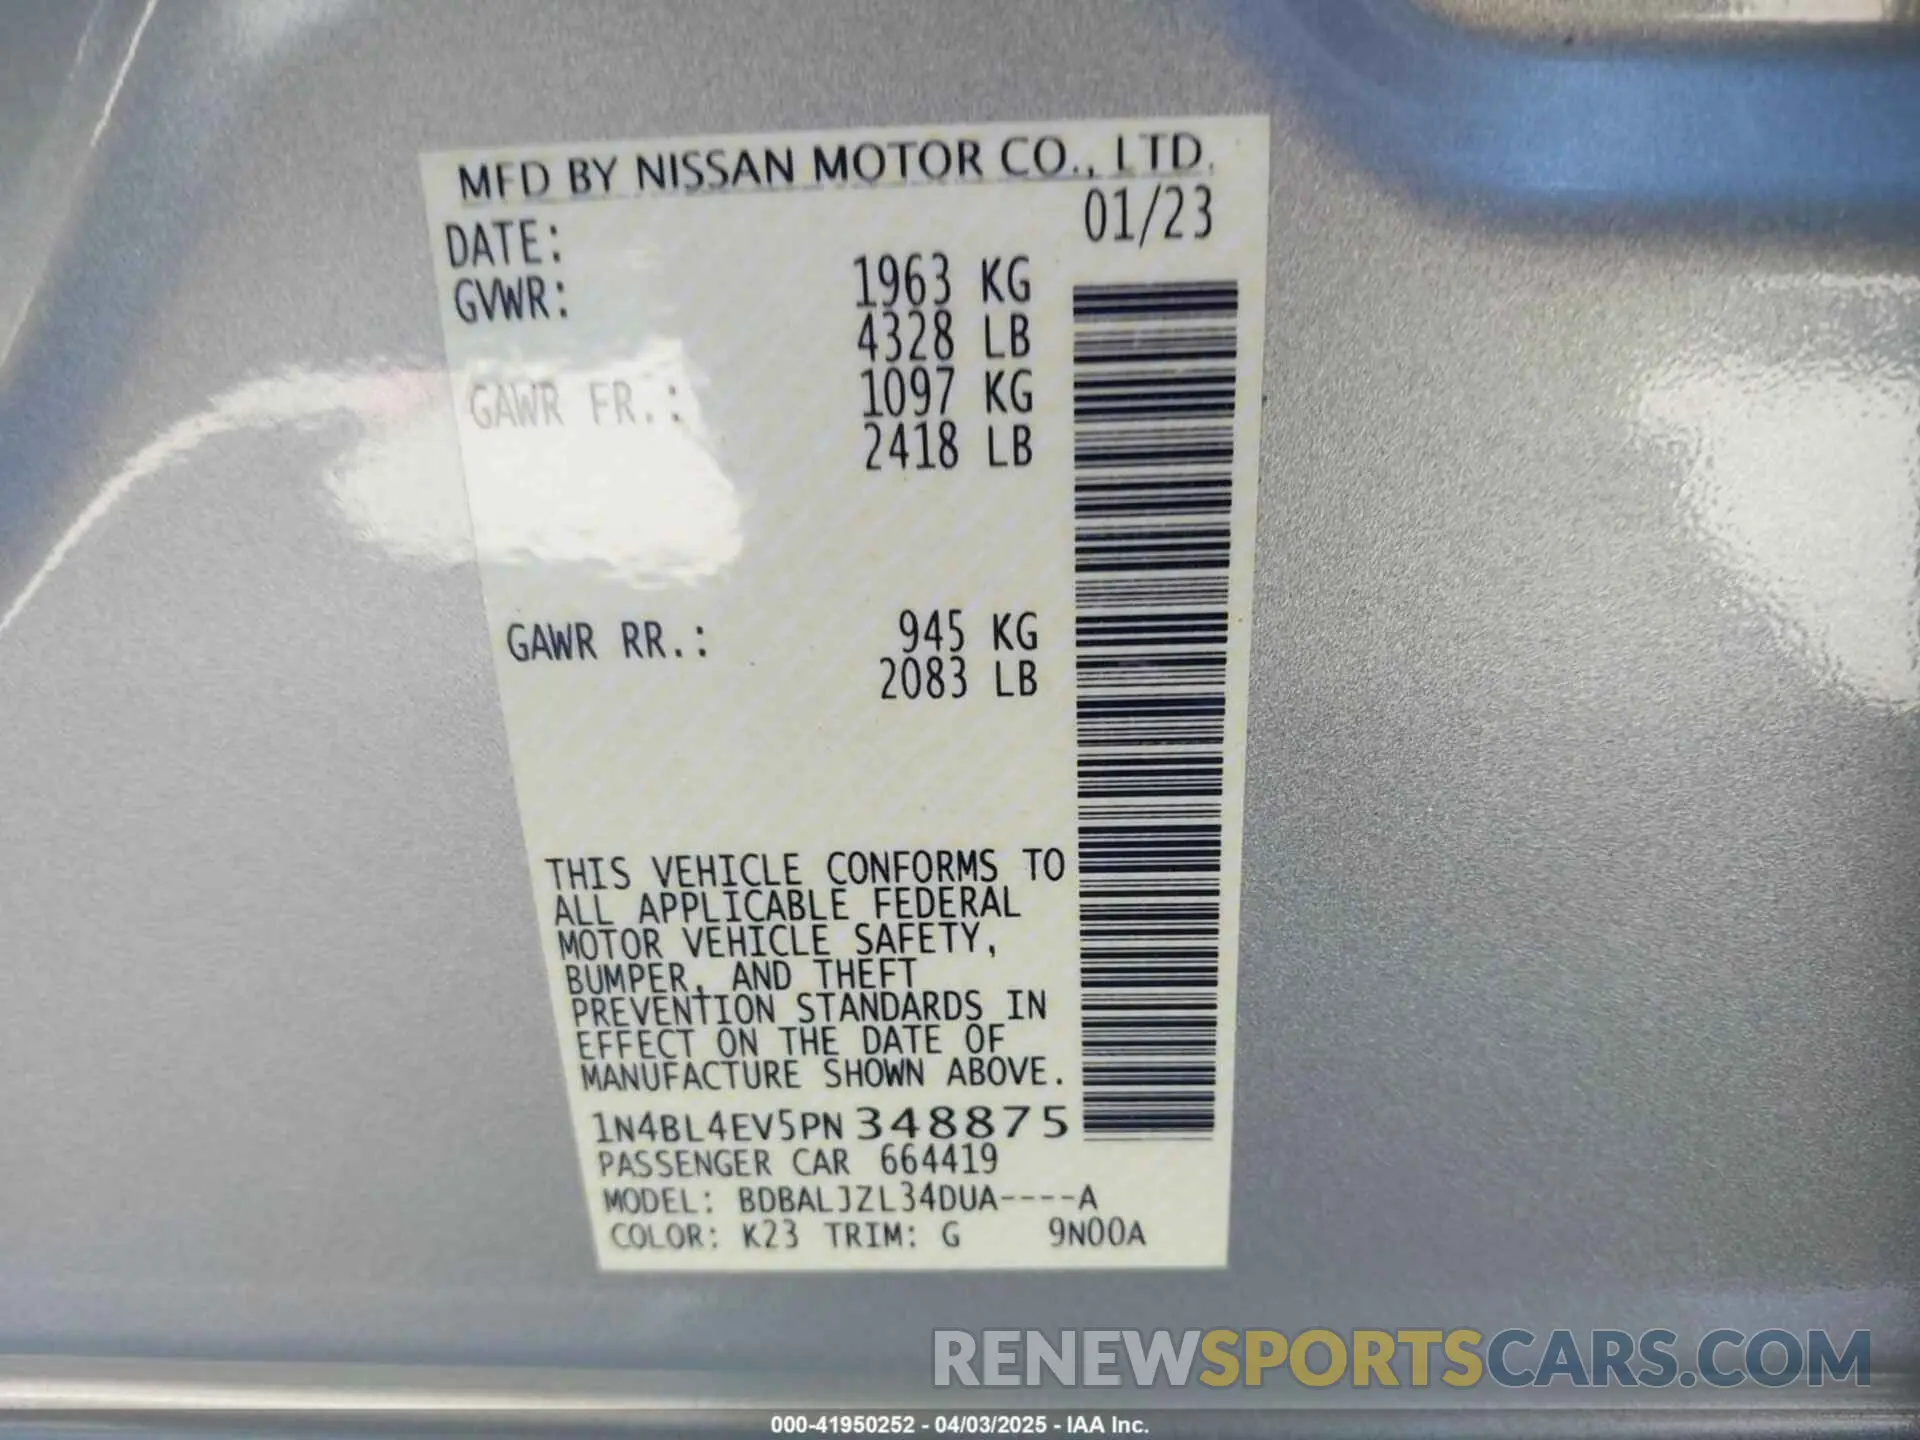 MFD BY NISSAN MOTOR CO., LTD.
DATE: 01/23
GVWR: 1963 KG
4328 LB
GAWR FR.: 1097 KG
2418 LB
GAWR RR.: 945 KG
2083 LB
THIS VEHICLE CONFORMS TO
ALL APPLICABLE FEDERAL
MOTOR VEHICLE SAFETY,
BUMPER, AND THEFT
PREVENTION STANDARDS IN
EFFECT ON THE DATE OF
MANUFACTURE SHOWN ABOVE.
1N4BL4EV5PN348875
PASSENGER CAR 664419
MODEL: BDBALJZL34DUA----A
COLOR: K23 TRIM: G 9N00A
RENEWSPORTSCARS.COM
000-41950252 - 04/03/2025 - IAA Inc.